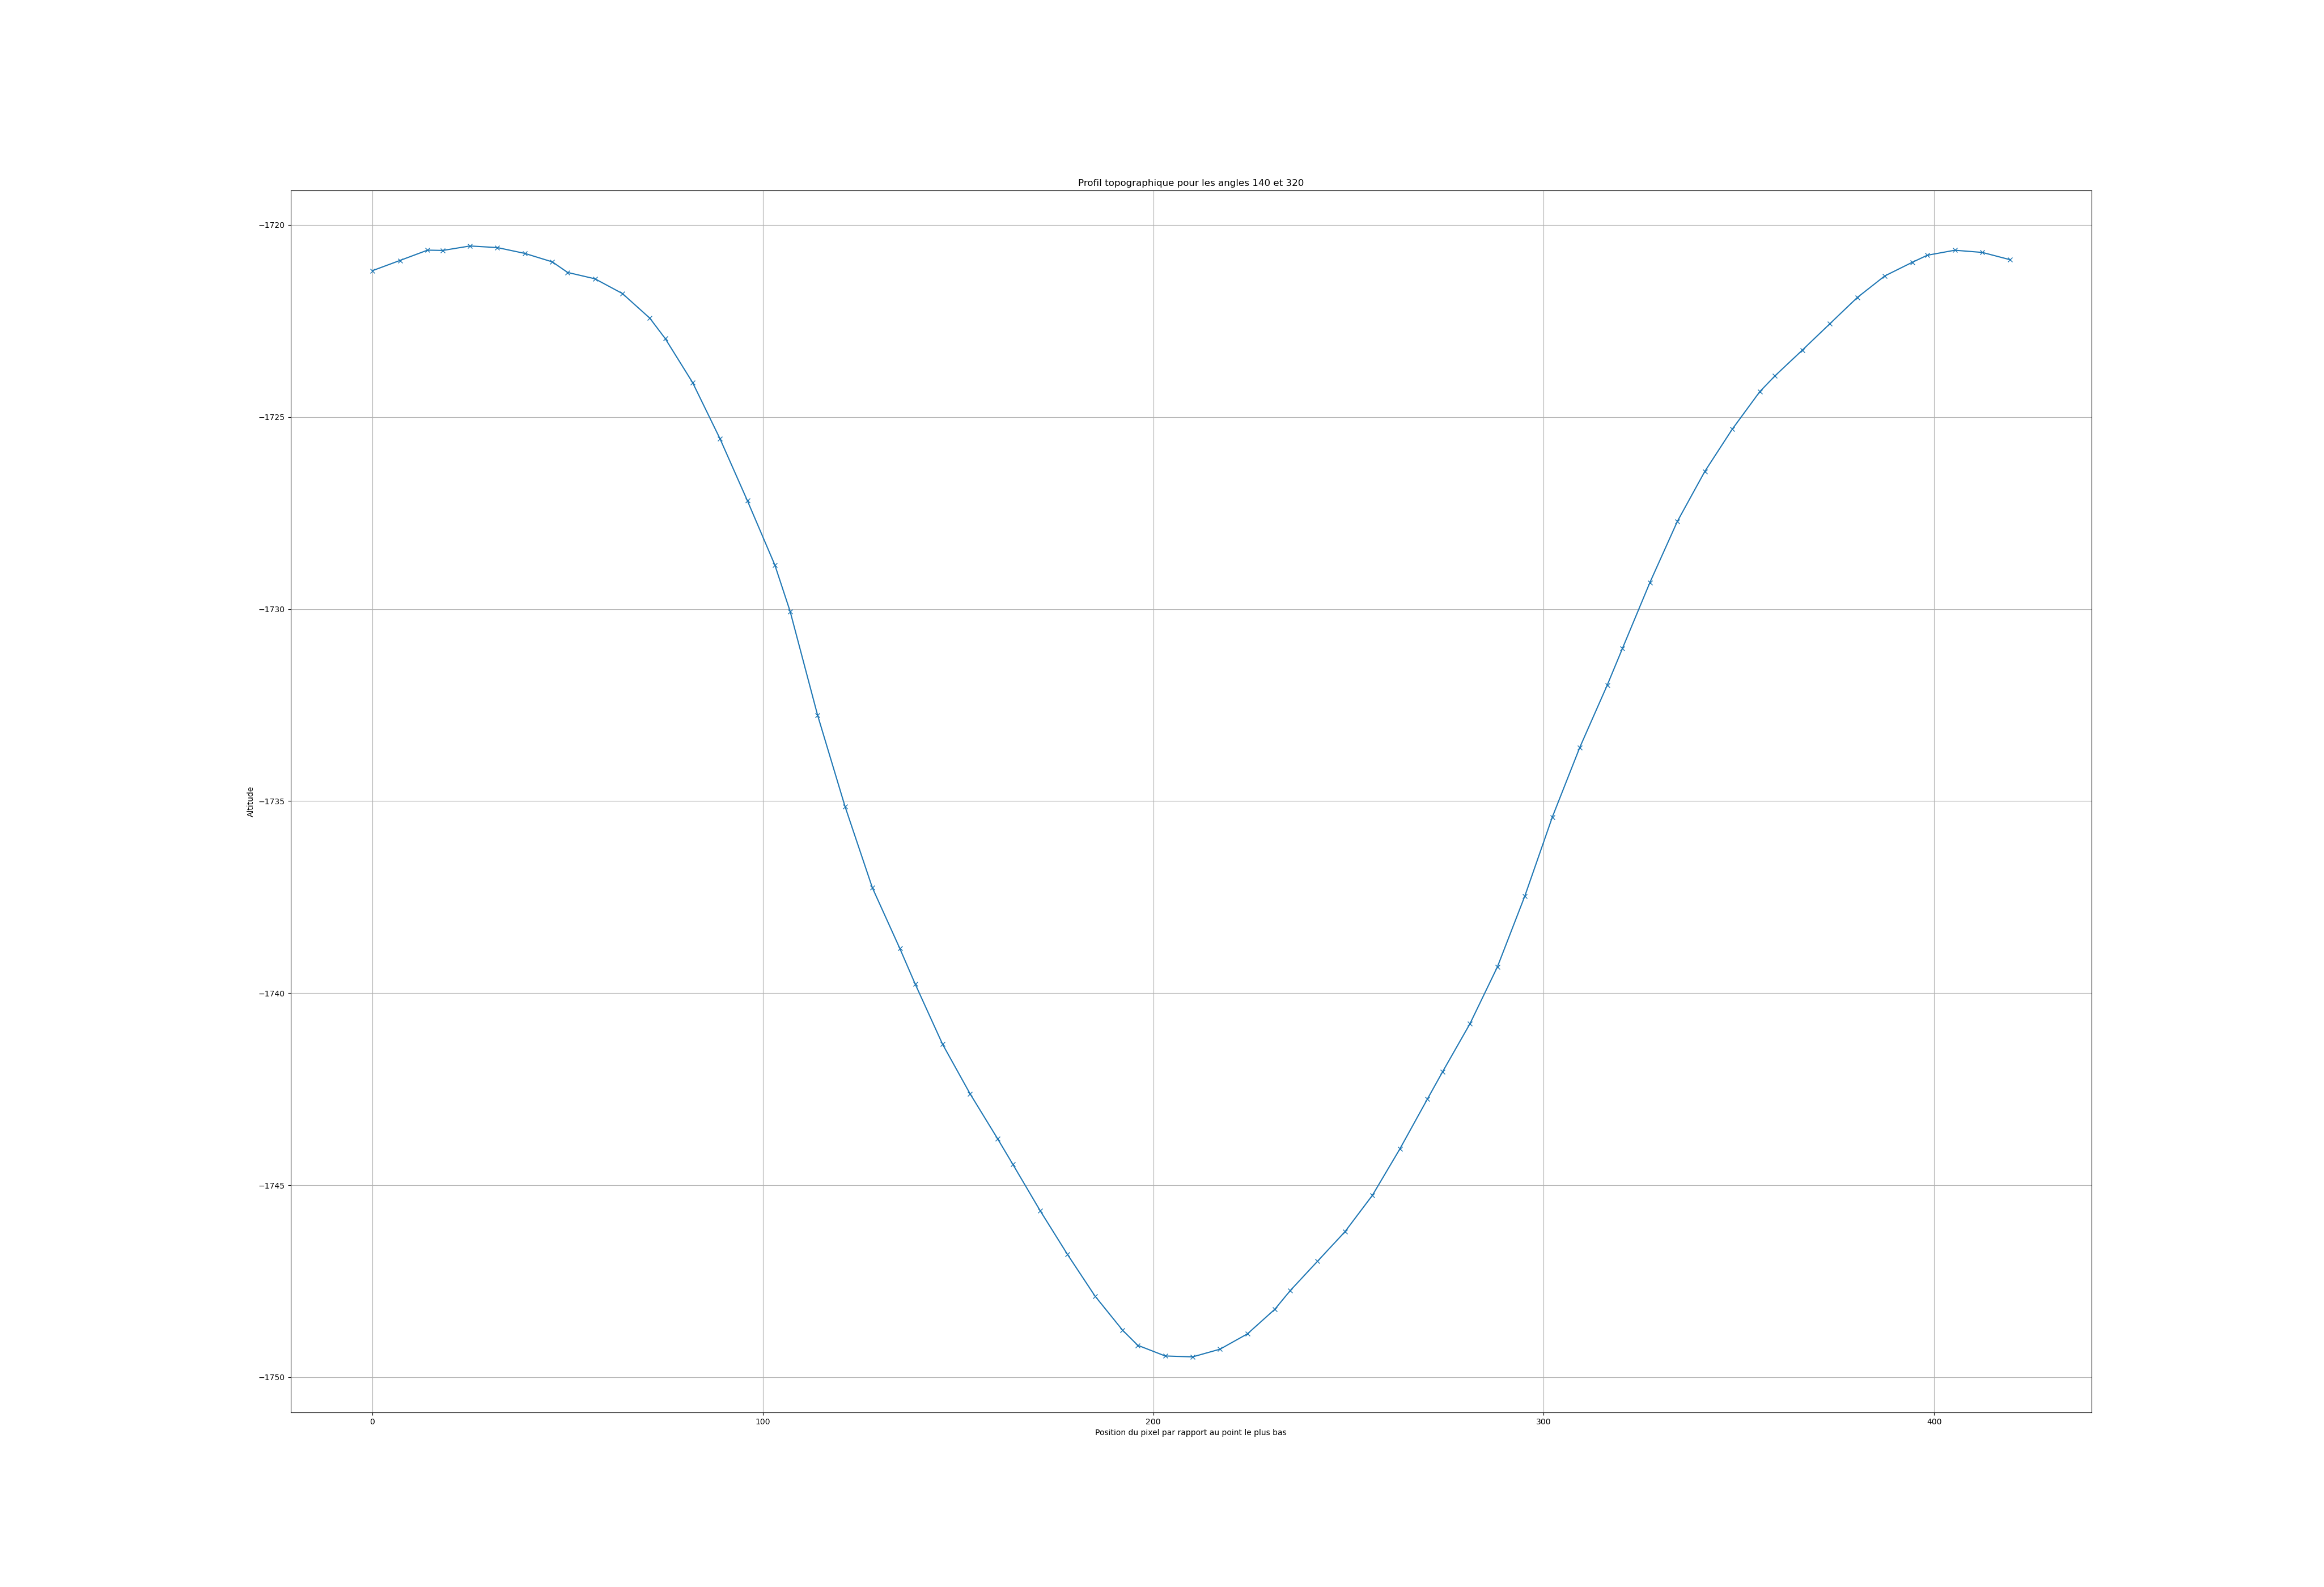 Profil topographique pour les angles 140 et 320
−1720
−1725
−1730
−1735
Altitude
−1740
−1745
−1750
0 100 200 300 400
Position du pixel par rapport au point le plus bas